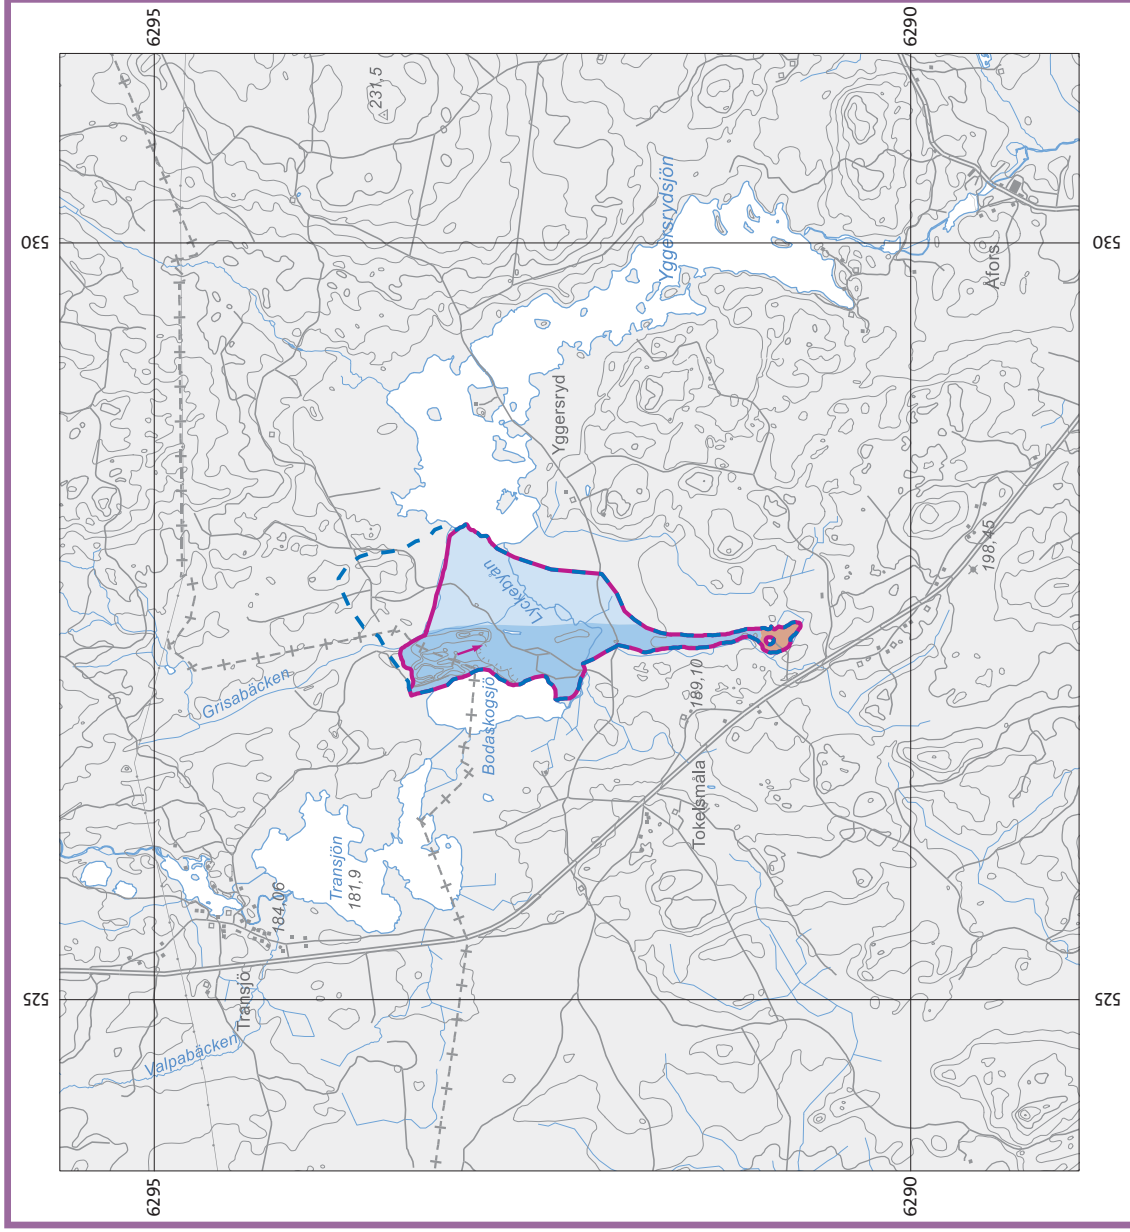 6295
6290
530
530
231,5
Yggersrydsjön
Åfors
Yggersryd
Lyckebyån
198,45
Grisabäcken
Bodaskogsjön
189,10
Tokelsmåla
Transjön
181,9
184,06
Transjö
525
525
Valpabäcken
6295
6290